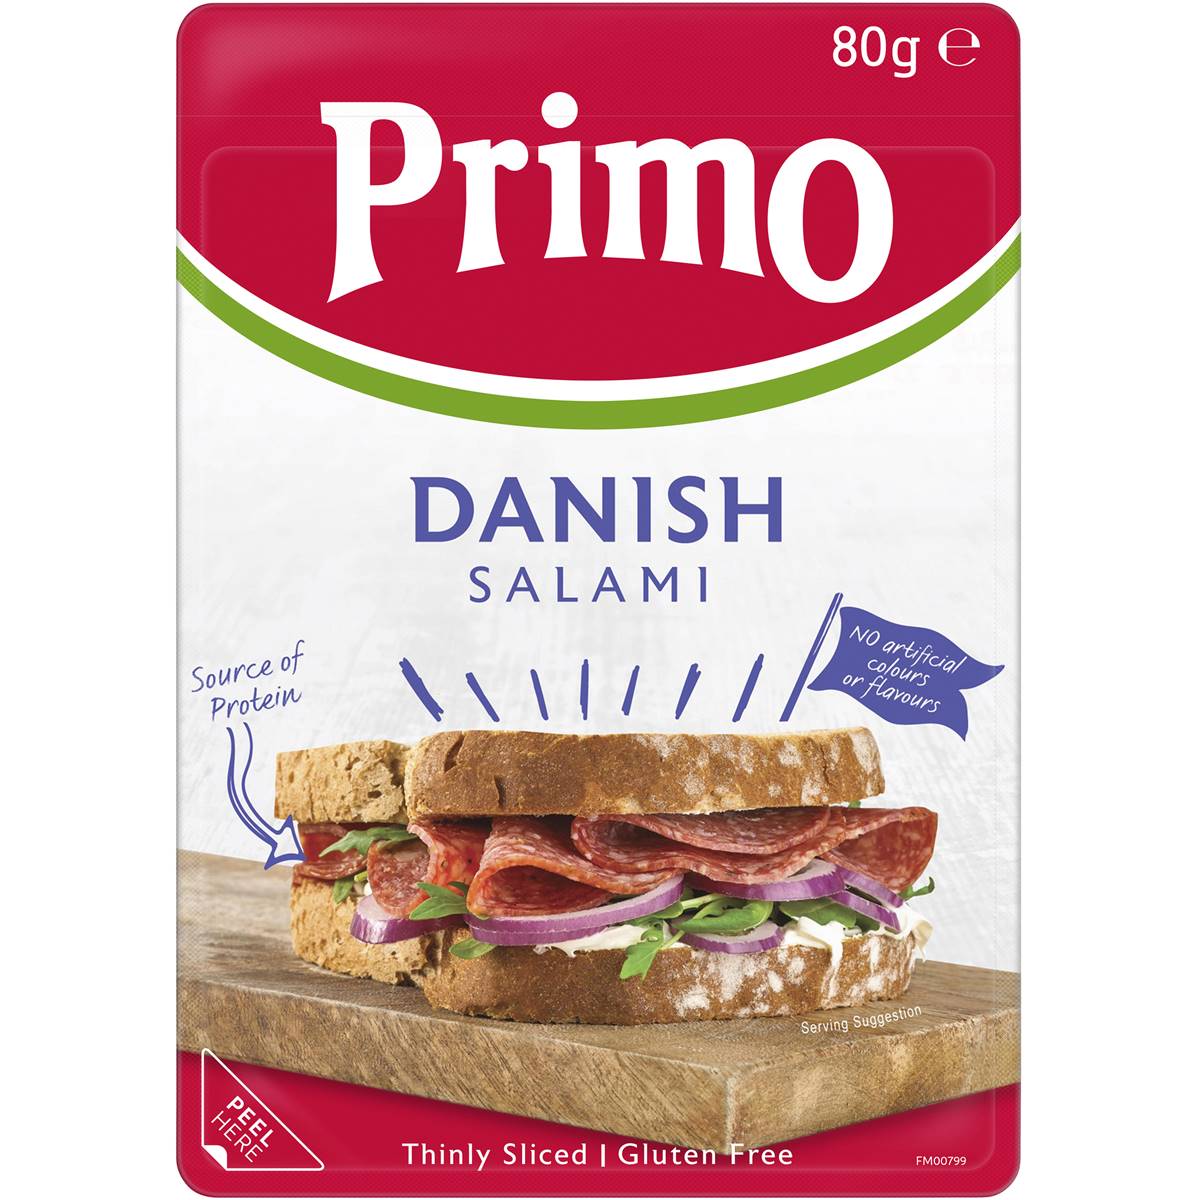 80g ℮
Primo
DANISH
SALAMI
NO artificial
colours
or flavours
Source of
Protein
Serving Suggestion
PEEL
HERE
Thinly Sliced | Gluten Free
FM00799